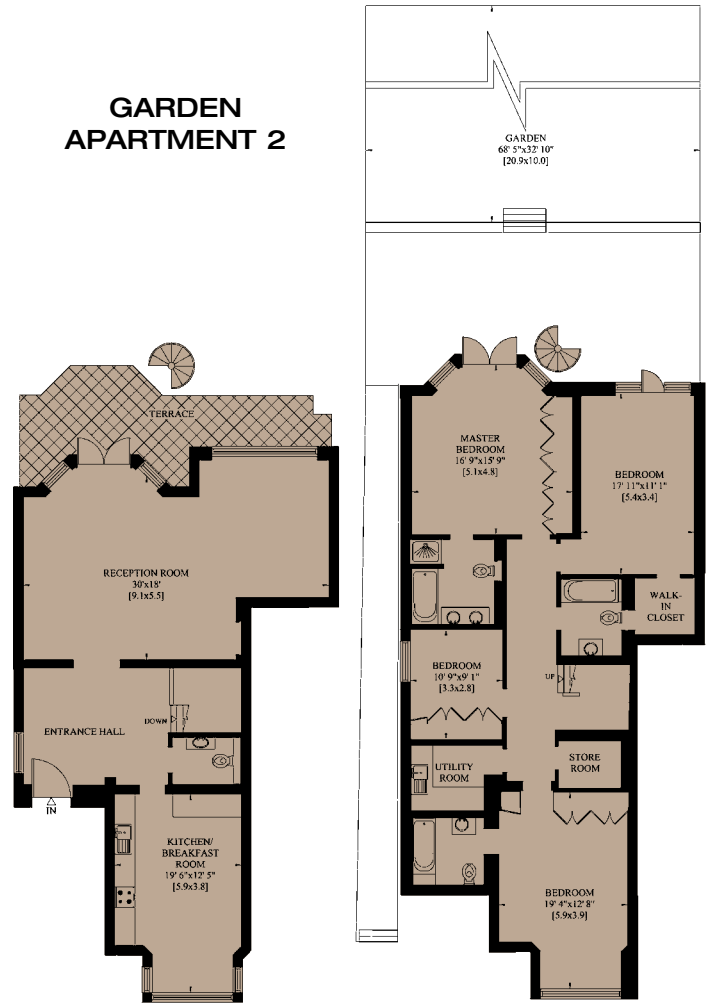 GARDEN
APARTMENT 2
GARDEN
68' 5"x32' 10"
[20.9x10.0]
TERRACE
RECEPTION ROOM
30'x18'
[9.1x5.5]
ENTRANCE HALL
DOWN
IN
KITCHEN/
BREAKFAST
ROOM
19' 6"x12' 5"
[5.9x3.8]
MASTER
BEDROOM
16' 9"x15' 9"
[5.1x4.8]
BEDROOM
17' 11"x11' 1"
[5.4x3.4]
WALK-
IN
CLOSET
BEDROOM
10' 9"x9' 1"
[3.3x2.8]
UP
UTILITY
ROOM
STORE
ROOM
BEDROOM
19' 4"x12' 8"
[5.9x3.9]